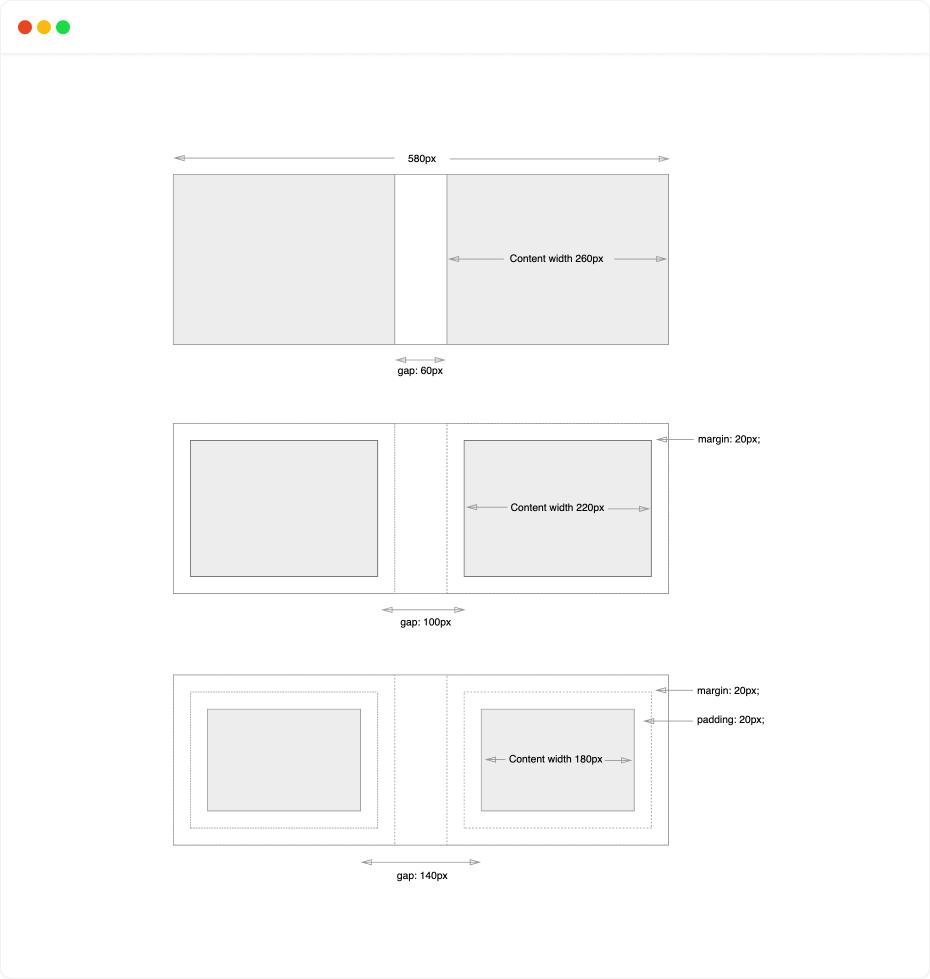 580px
Content width 260px
gap: 60px
margin: 20px;
Content width 220px
gap: 100px
margin: 20px;
padding: 20px;
Content width 180px
gap: 140px